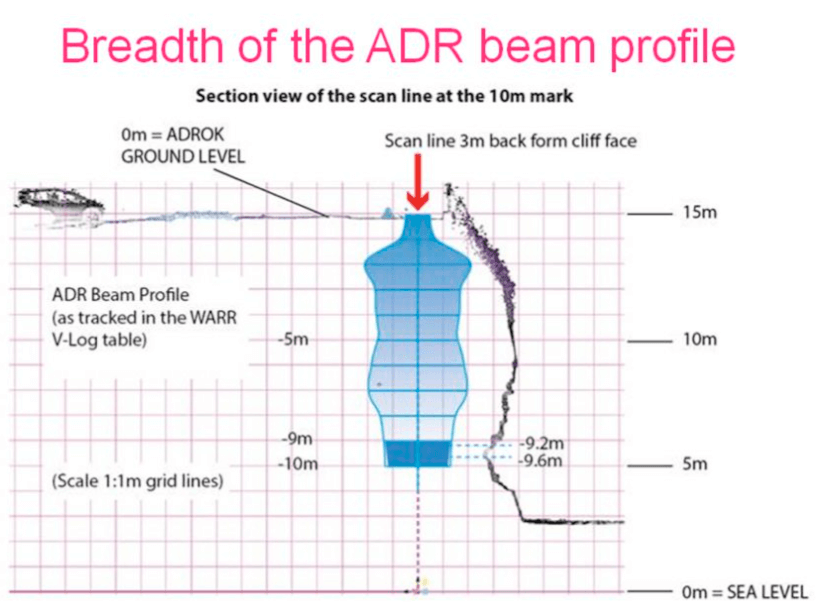 Breadth of the ADR beam profile
Section view of the scan line at the 10m mark
0m = ADROK
GROUND LEVEL
Scan line 3m back form cliff face
15m
ADR Beam Profile
(as tracked in the WARR
V-Log table)
-5m
10m
-9m
-9.2m
-10m
-9.6m
5m
(Scale 1:1m grid lines)
0m = SEA LEVEL